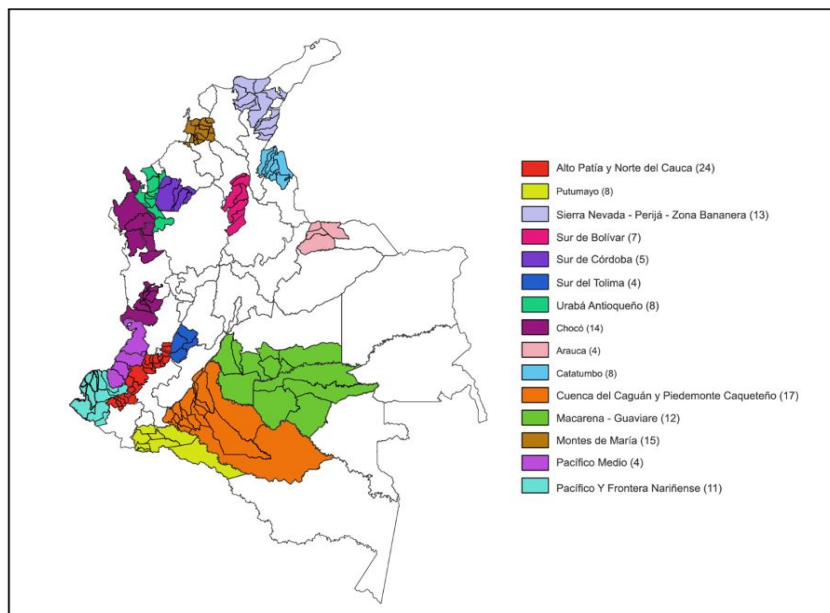 Alto Patía y Norte del Cauca (24)
Putumayo (8)
Sierra Nevada - Perijá - Zona Bananera (13)
Sur de Bolívar (7)
Sur de Córdoba (5)
Sur del Tolima (4)
Urabá Antioqueño (8)
Chocó (14)
Arauca (4)
Catatumbo (8)
Cuenca del Caguán y Piedemonte Caqueteño (17)
Macarena - Guaviare (12)
Montes de María (15)
Pacífico Medio (4)
Pacífico Y Frontera Nariñense (11)